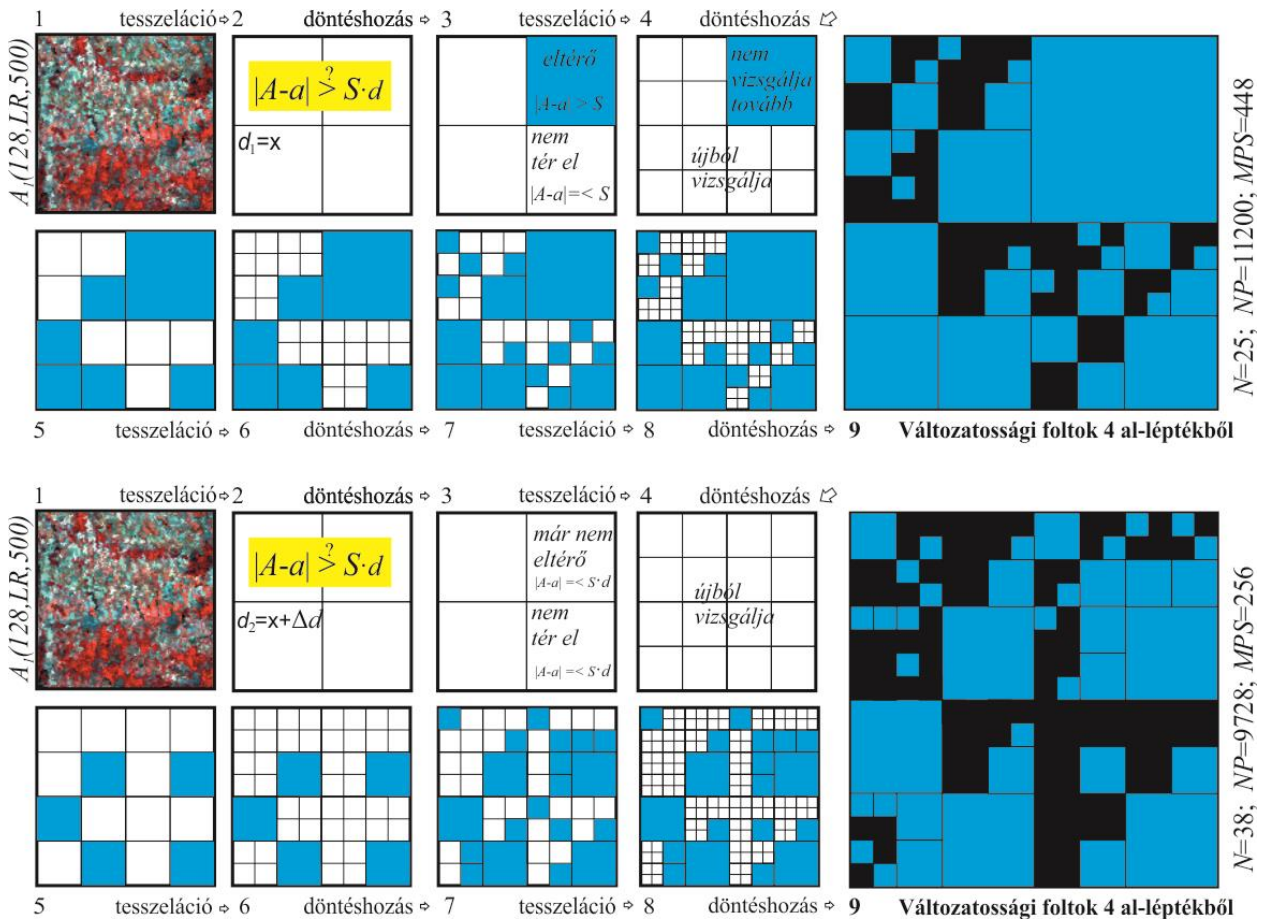 1 tesszeláció ⇨ 2 döntéshozás ⇨ 3 tesszeláció ⇨ 4 döntéshozás
A₁(128,LR,500)
|A-a| >? S·d
d₁=x
eltérő
|A-a| > S
nem
tér el
|A-a|=< S
nem
vizsgálja
tovább
újból
vizsgálja
N=25; NP=11200; MPS=448
5 tesszeláció ⇨ 6 döntéshozás ⇨ 7 tesszeláció ⇨ 8 döntéshozás ⇨ 9 Változatossági foltok 4 al-léptékből
1 tesszeláció ⇨ 2 döntéshozás ⇨ 3 tesszeláció ⇨ 4 döntéshozás
A₁(128,LR,500)
|A-a| >? S·d
d₂=x+Δd
már nem
eltérő
|A-a| =< S·d
nem
tér el
|A-a| =< S·d
újból
vizsgálja
N=38; NP=9728; MPS=256
5 tesszeláció ⇨ 6 döntéshozás ⇨ 7 tesszeláció ⇨ 8 döntéshozás ⇨ 9 Változatossági foltok 4 al-léptékből